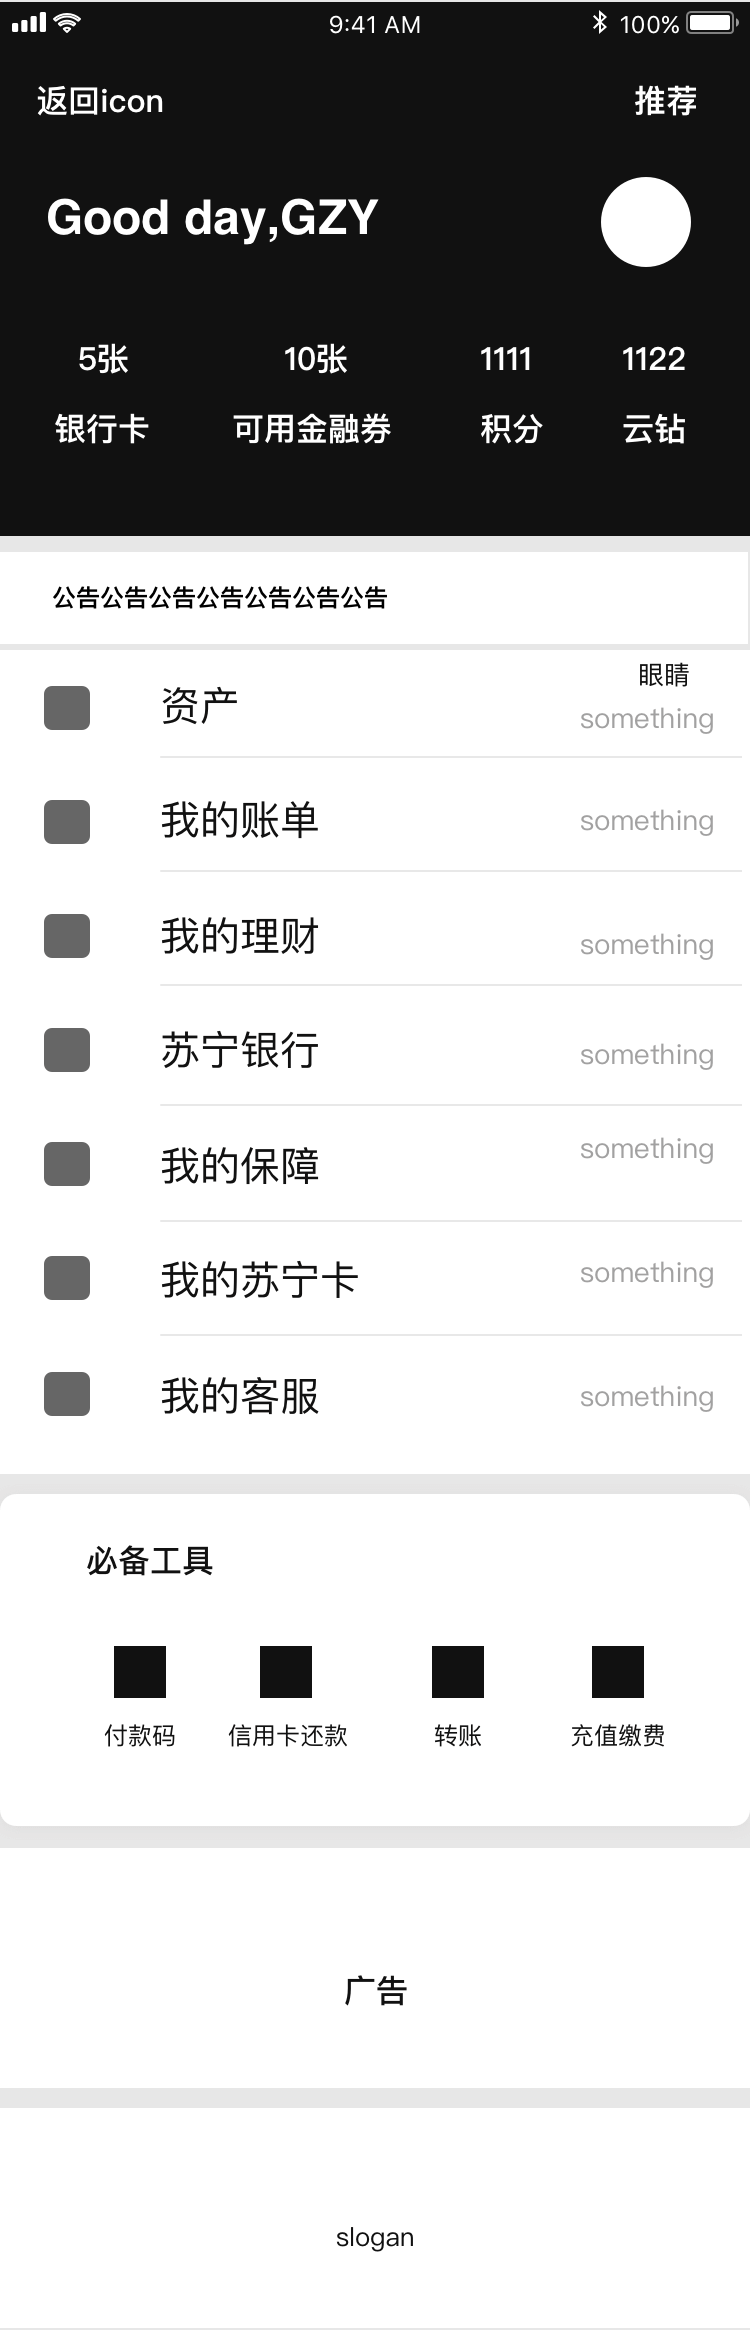 9:41 AM 100%
返回icon 推荐
Good day,GZY
5张 10张 1111 1122
银行卡 可用金融券 积分 云钻
公告公告公告公告公告公告公告
眼睛
资产 something
我的账单 something
我的理财 something
苏宁银行 something
我的保障 something
我的苏宁卡 something
我的客服 something
必备工具
付款码 信用卡还款 转账 充值缴费
广告
slogan